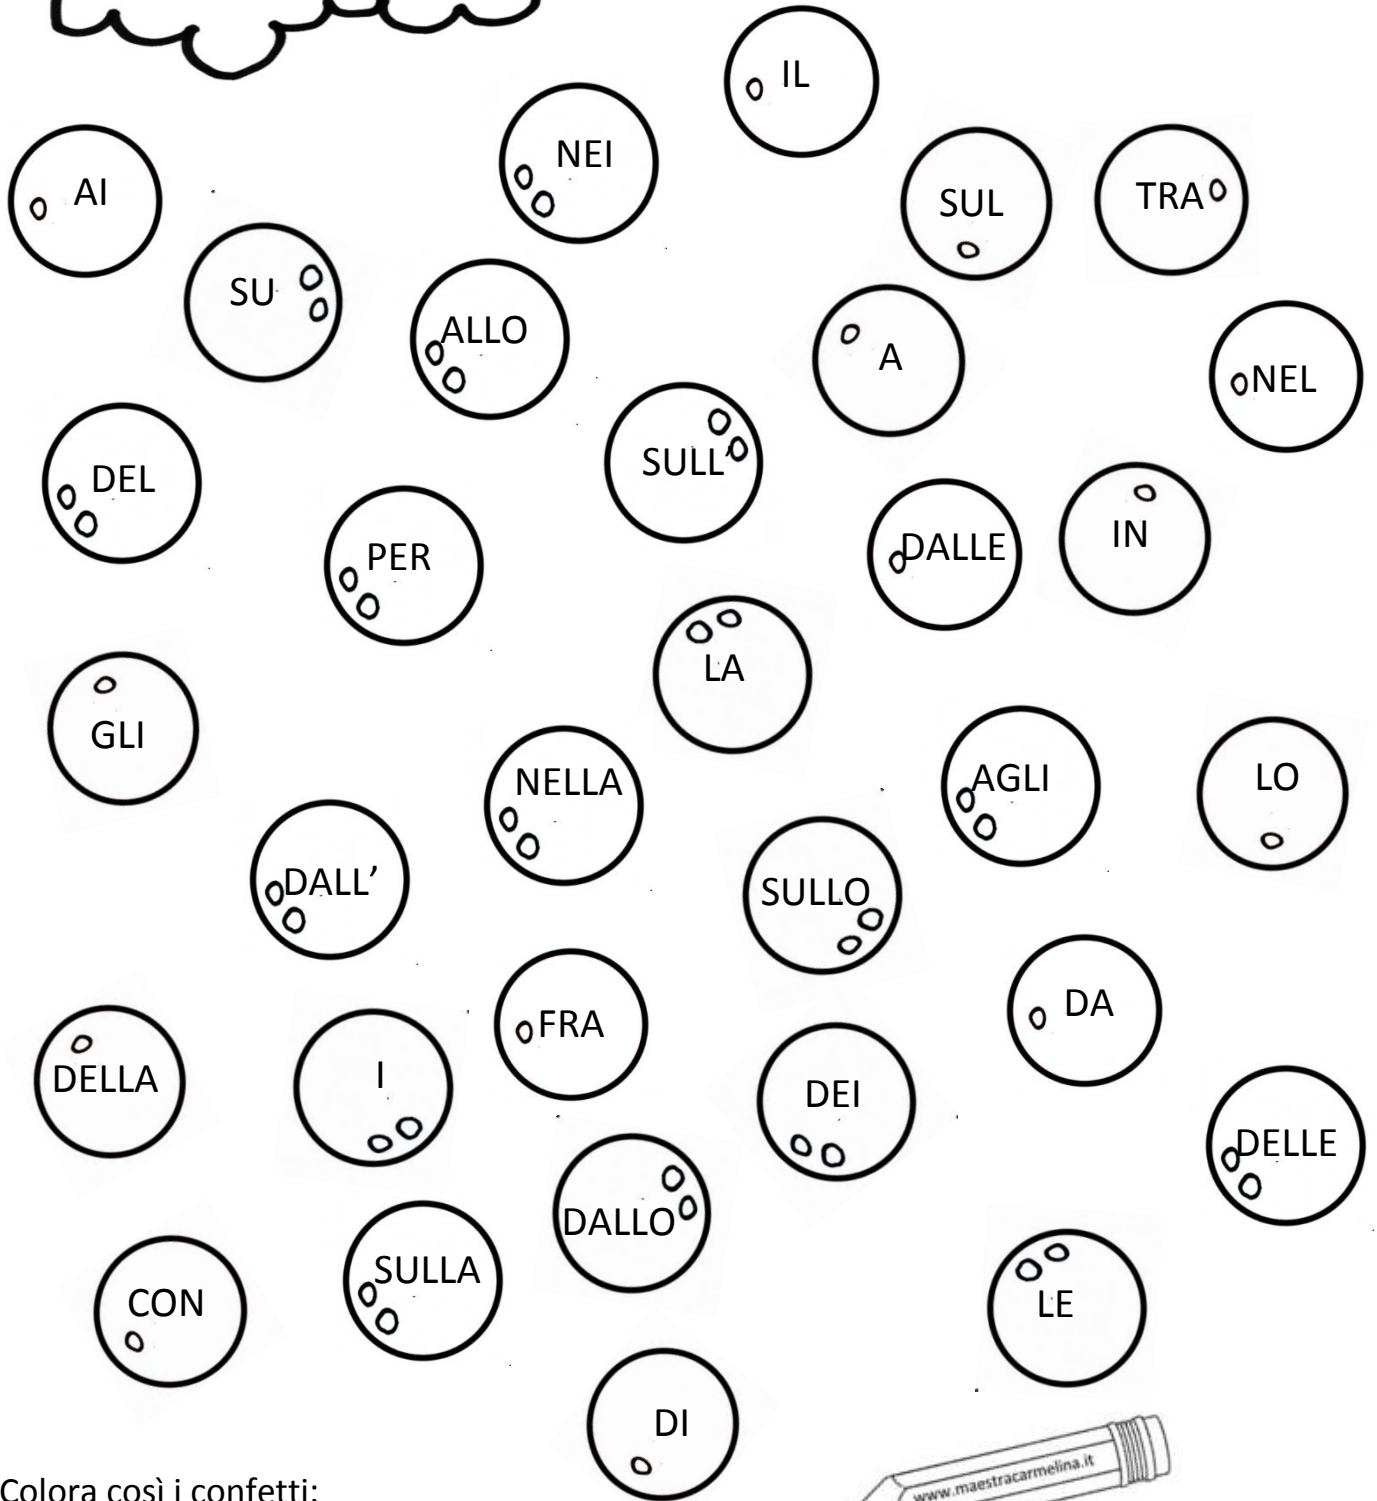 IL
NEI
AI
SUL
TRA
SU
ALLO
A
NEL
SULL'
DEL
PER
DALLE
IN
LA
GLI
NELLA
AGLI
LO
DALL’
SULLO
FRA
DA
DELLA
I
DEI
DELLE
DALLO
SULLA
CON
LE
DI
www.maestracarmelina.it
Colora così i confetti: